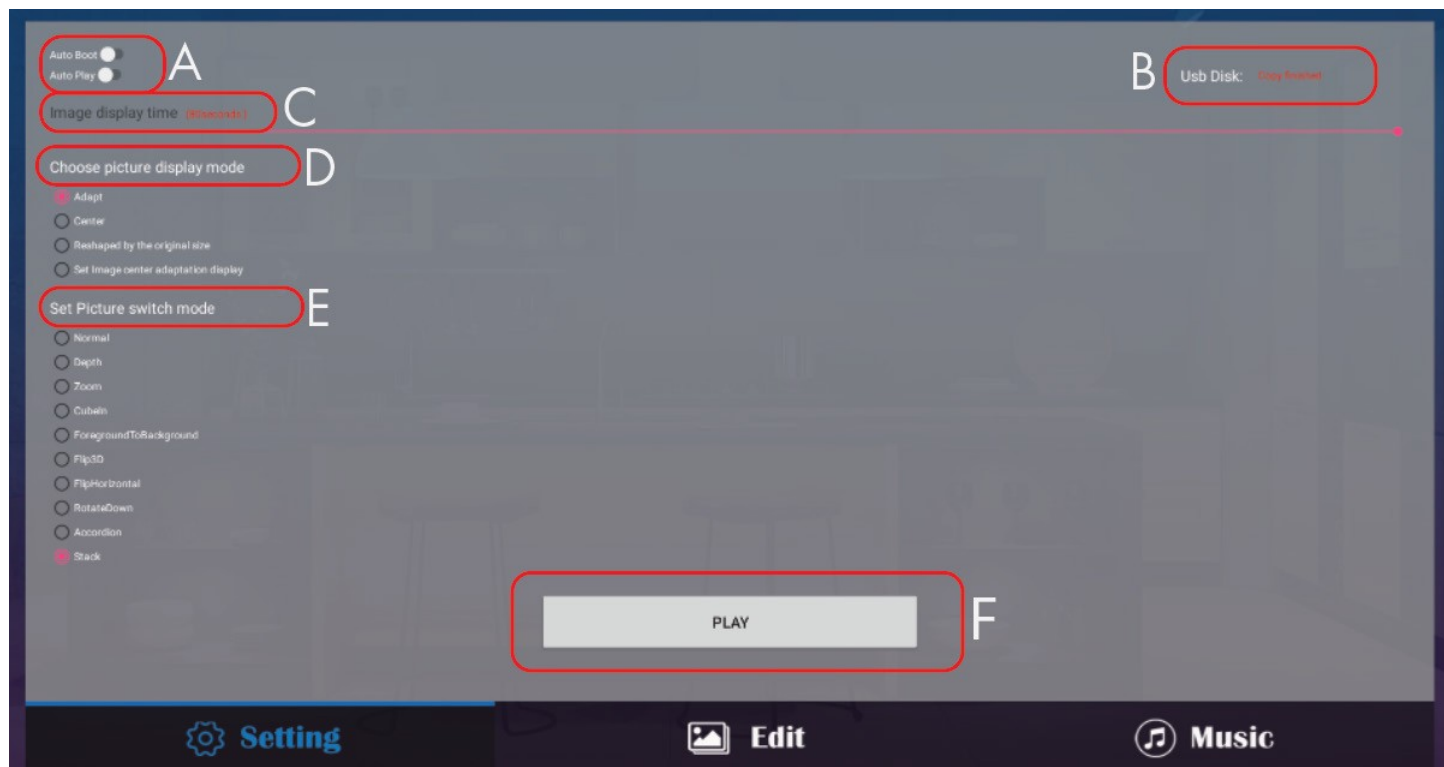 Auto Boot
A
Auto Play
B
Usb Disk: Copy finished
Image display time
C
Choose picture display mode
D
Adapt
Center
Reshaped by the original size
Set Image center adaptation display
Set Picture switch mode
E
Normal
Depth
Zoom
CubeIn
ForegroundToBackground
Flip3D
FlipHorizontal
RotateDown
Accordion
Stack
PLAY
F
Setting
Edit
Music